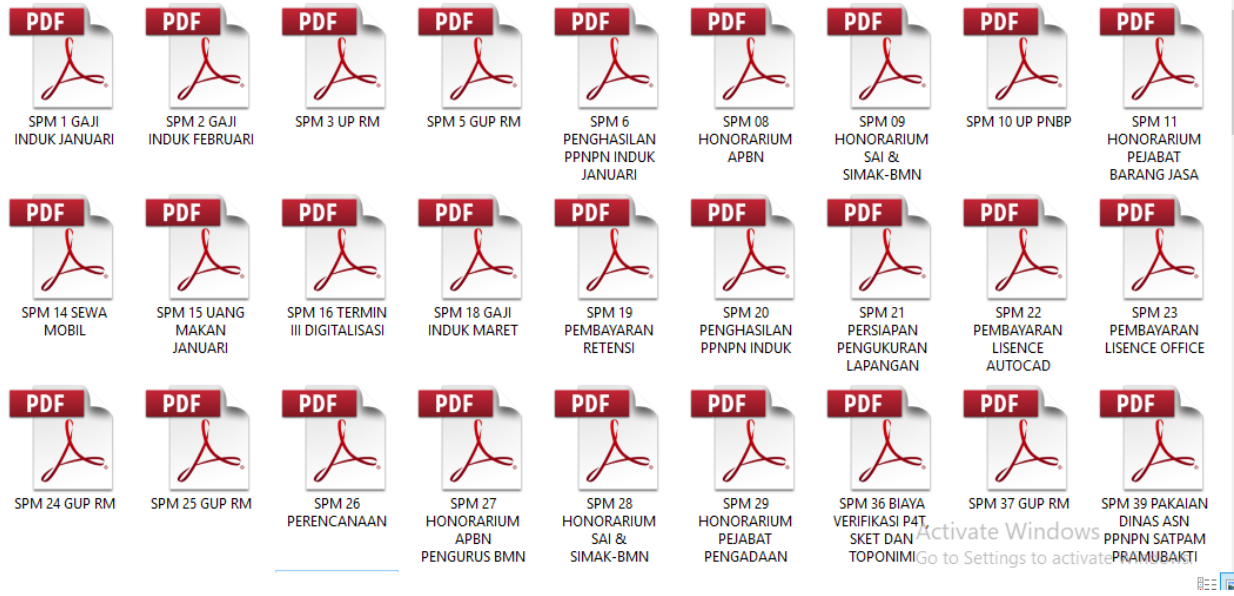 PDF PDF PDF PDF PDF PDF PDF PDF PDF
SPM 1 GAJI
INDUK JANUARI
SPM 2 GAJI
INDUK FEBRUARI
SPM 3 UP RM
SPM 5 GUP RM
SPM 6
PENGHASILAN
PPNPN INDUK
JANUARI
SPM 08
HONORARIUM
APBN
SPM 09
HONORARIUM
SAI &
SIMAK-BMN
SPM 10 UP PNBP
SPM 11
HONORARIUM
PEJABAT
BARANG JASA
PDF PDF PDF PDF PDF PDF PDF PDF PDF
SPM 14 SEWA
MOBIL
SPM 15 UANG
MAKAN
JANUARI
SPM 16 TERMIN
III DIGITALISASI
SPM 18 GAJI
INDUK MARET
SPM 19
PEMBAYARAN
RETENSI
SPM 20
PENGHASILAN
PPNPN INDUK
SPM 21
PERSIAPAN
PENGUKURAN
LAPANGAN
SPM 22
PEMBAYARAN
LISENCE
AUTOCAD
SPM 23
PEMBAYARAN
LISENCE OFFICE
PDF PDF PDF PDF PDF PDF PDF PDF PDF
SPM 24 GUP RM
SPM 25 GUP RM
SPM 26
PERENCANAAN
SPM 27
HONORARIUM
APBN
PENGURUS BMN
SPM 28
HONORARIUM
SAI &
SIMAK-BMN
SPM 29
HONORARIUM
PEJABAT
PENGADAAN
SPM 36 BIAYA
VERIFIKASI P4T,
SKET DAN
TOPONIMI
SPM 37 GUP RM
SPM 39 PAKAIAN
DINAS ASN
PPNPN SATPAM
PRAMUBAKTI
Activate Windows
Go to Settings to activate Windows.